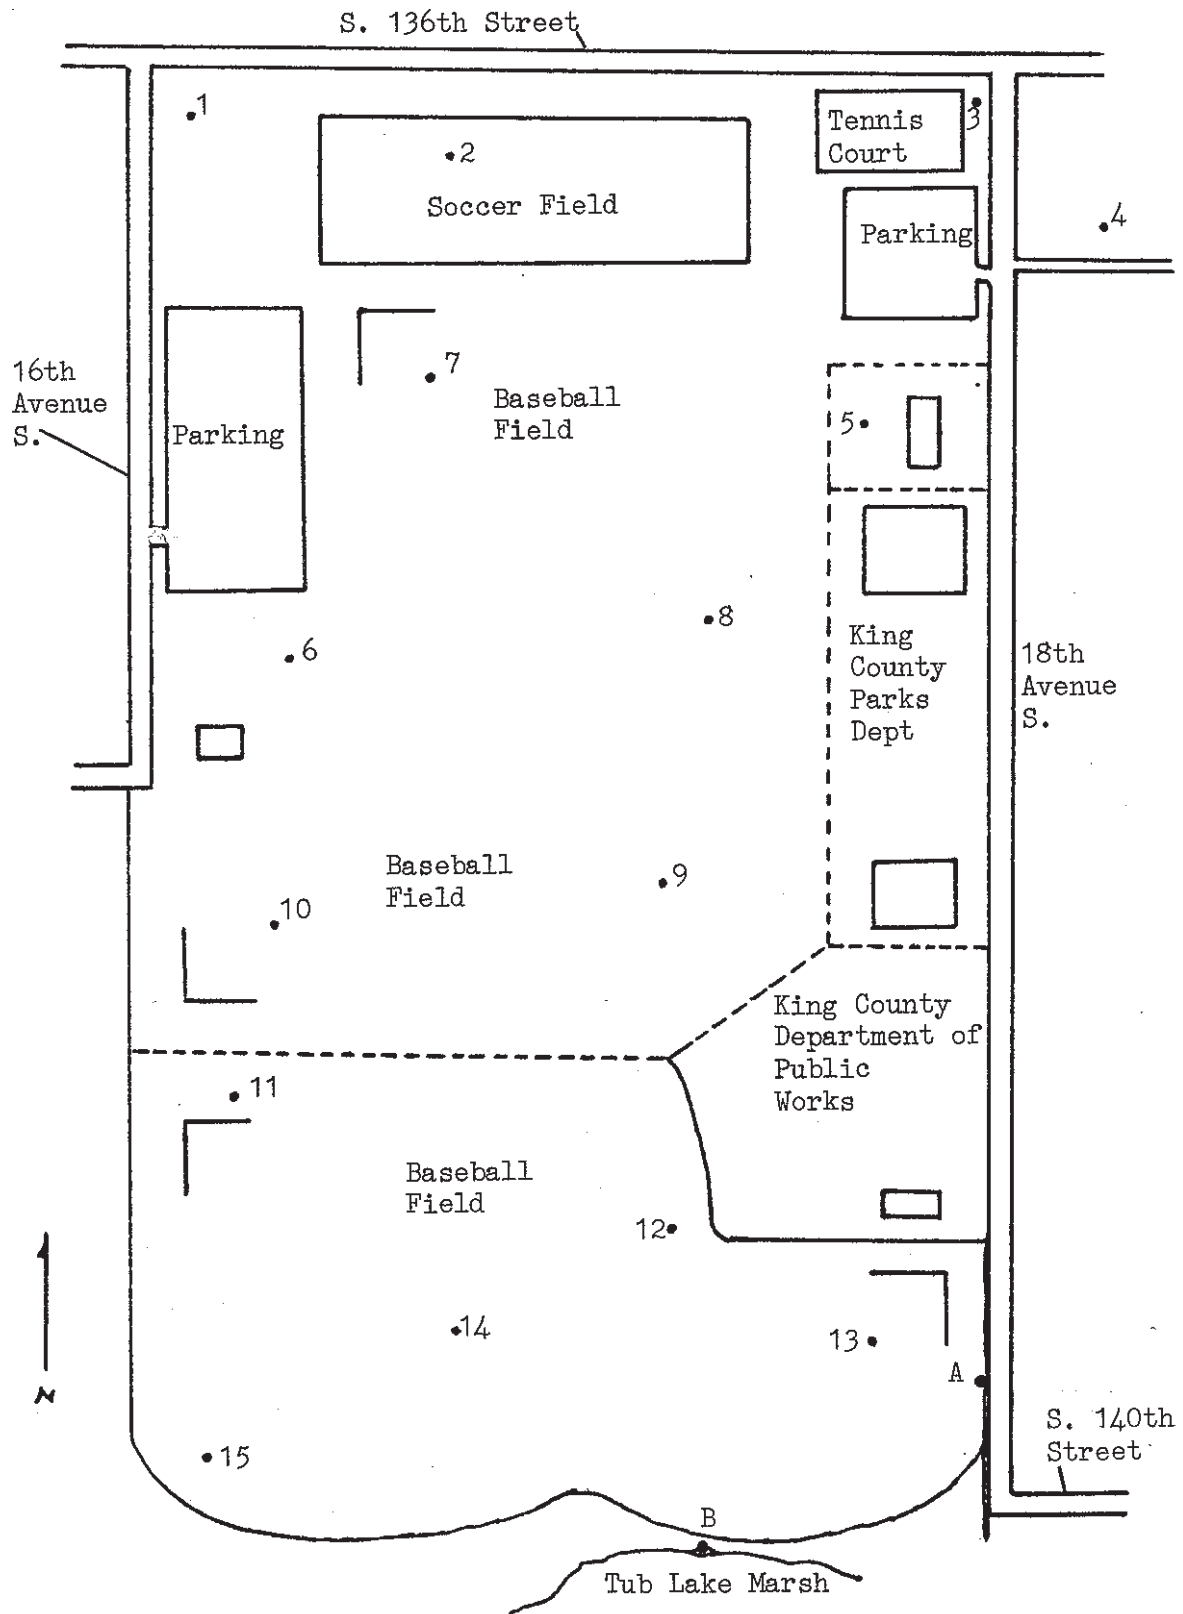 S. 136th Street
1
2
Soccer Field
Tennis
Court
3
Parking
4
16th
Avenue
S.
Parking
7
Baseball
Field
5
8
6
King
County
Parks
Dept
18th
Avenue
S.
Baseball
Field
9
10
King County
Department of
Public
Works
11
Baseball
Field
12
14
13
A
N
S. 140th
Street
15
B
Tub Lake Marsh